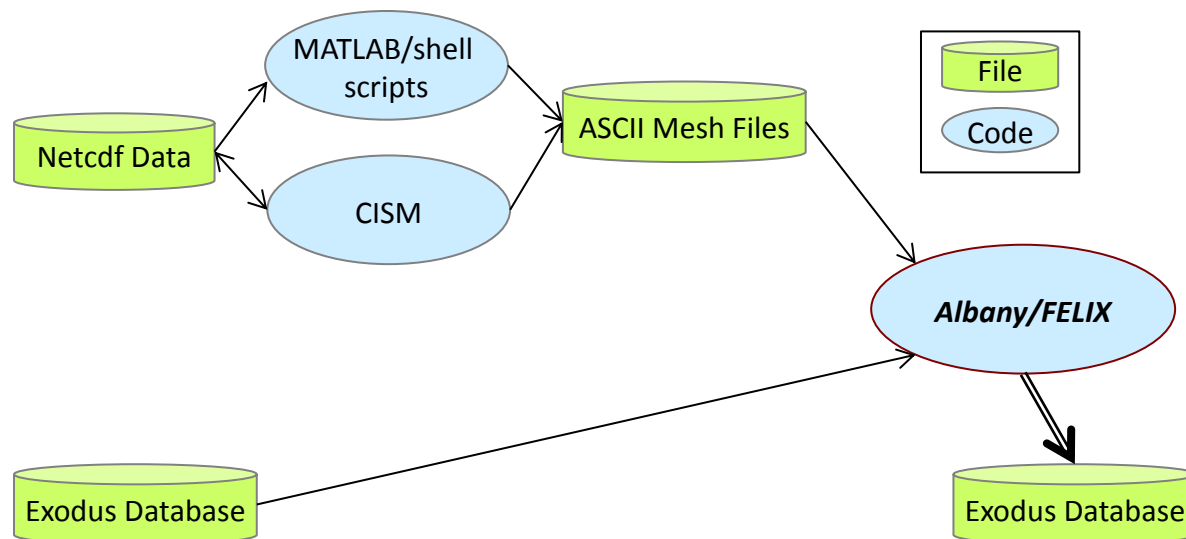 MATLAB/shell
scripts
File
Netcdf Data
ASCII Mesh Files
Code
CISM
Albany/FELIX
Exodus Database
Exodus Database